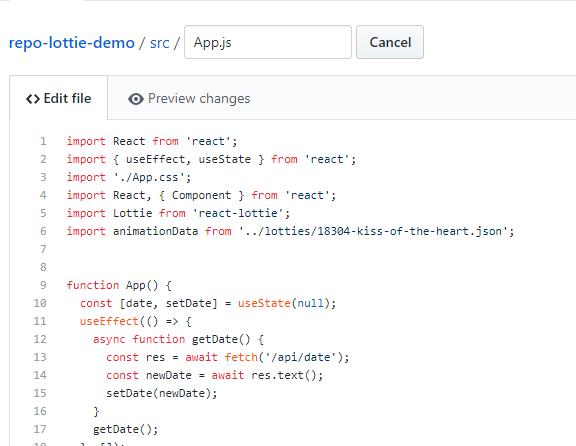 repo-lottie-demo / src / App.js Cancel
<> Edit file Preview changes
1 import React from 'react';
2 import { useEffect, useState } from 'react';
3 import './App.css';
4 import React, { Component } from 'react';
5 import Lottie from 'react-lottie';
6 import animationData from '../lotties/18304-kiss-of-the-heart.json';
7
8
9 function App() {
10 const [date, setDate] = useState(null);
11 useEffect(() => {
12 async function getDate() {
13 const res = await fetch('/api/date');
14 const newDate = await res.text();
15 setDate(newDate);
16 }
17 getDate();
18 }, []);